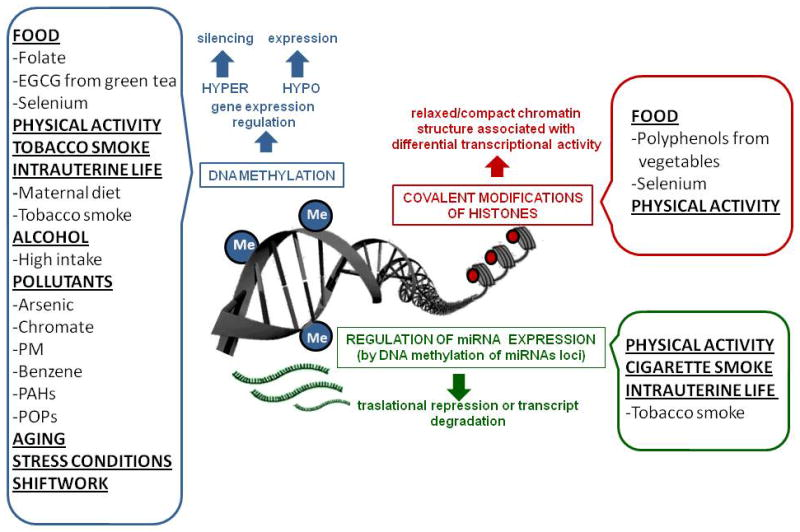 FOOD
-Folate
-EGCG from green tea
-Selenium
PHYSICAL ACTIVITY
TOBACCO SMOKE
INTRAUTERINE LIFE
-Maternal diet
-Tobacco smoke
ALCOHOL
-High intake
POLLUTANTS
-Arsenic
-Chromate
-PM
-Benzene
-PAHs
-POPs
AGING
STRESS CONDITIONS
SHIFTWORK
silencing expression
HYPER HYPO
gene expression
regulation
DNA METHYLATION
Me
Me
Me
relaxed/compact chromatin
structure associated with
differential transcriptional activity
COVALENT MODIFICATIONS
OF HISTONES
FOOD
-Polyphenols from
vegetables
-Selenium
PHYSICAL ACTIVITY
REGULATION OF miRNA EXPRESSION
(by DNA methylation of miRNAs loci)
traslational repression or transcript
degradation
PHYSICAL ACTIVITY
CIGARETTE SMOKE
INTRAUTERINE LIFE
-Tobacco smoke